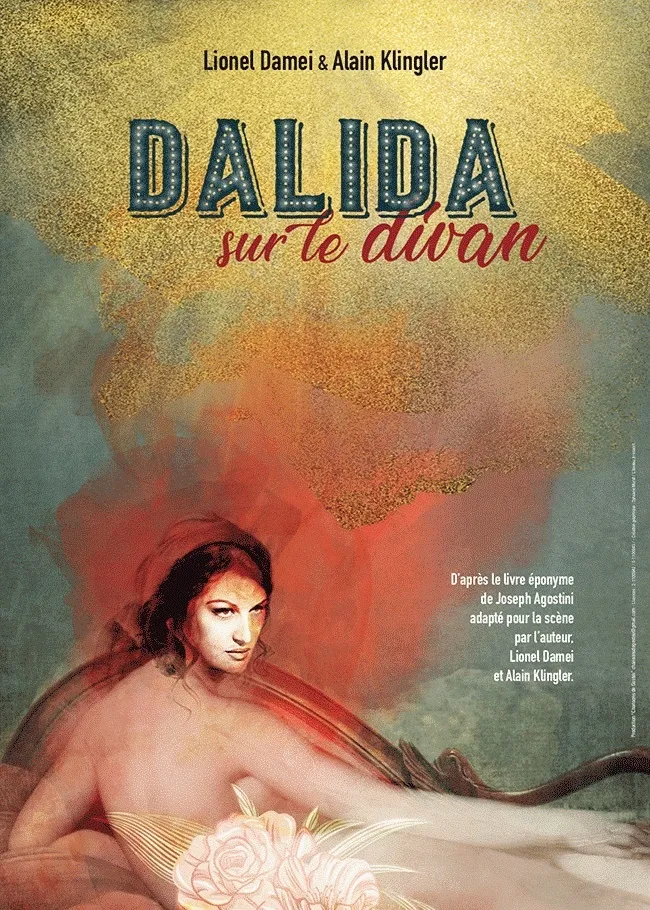 Lionel Damei & Alain Klingler
DALIDA
sur le divan
D'après le livre éponyme
de Joseph Agostini
adapté pour la scène
par l'auteur,
Lionel Damei
et Alain Klingler.